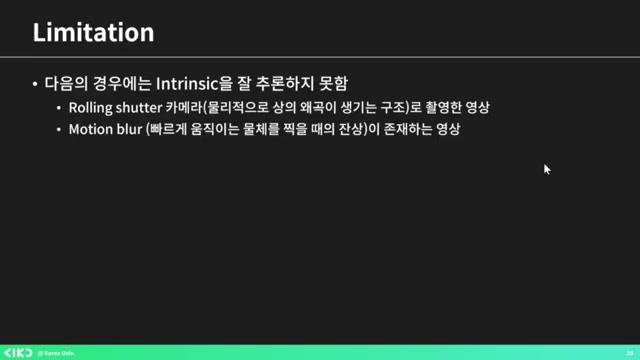 Limitation
• 다음의 경우에는 Intrinsic을 잘 추론하지 못함
• Rolling shutter 카메라(물리적으로 상의 왜곡이 생기는 구조)로 촬영한 영상
• Motion blur (빠르게 움직이는 물체를 찍을 때의 잔상)이 존재하는 영상
@ Korea Univ.